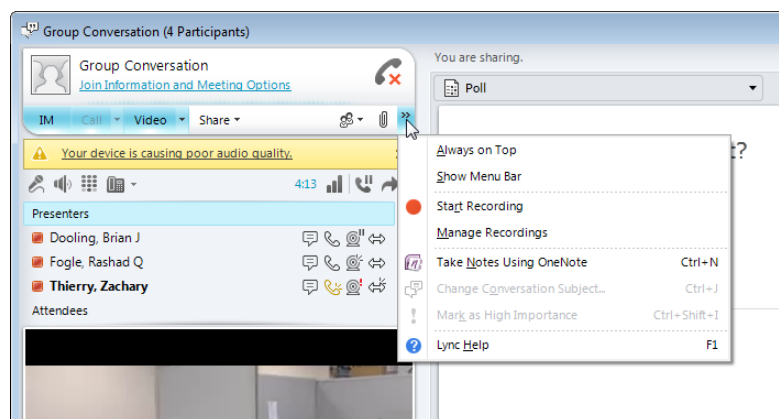 Group Conversation (4 Participants)
Group Conversation
Join Information and Meeting Options
IM Call Video Share
Your device is causing poor audio quality.
4:13
Presenters
Dooling, Brian J
Fogle, Rashad Q
Thierry, Zachary
Attendees
You are sharing.
Poll
?
Always on Top
Show Menu Bar
Start Recording
Manage Recordings
Take Notes Using OneNote Ctrl+N
Change Conversation Subject... Ctrl+J
Mark as High Importance Ctrl+Shift+I
Lync Help F1